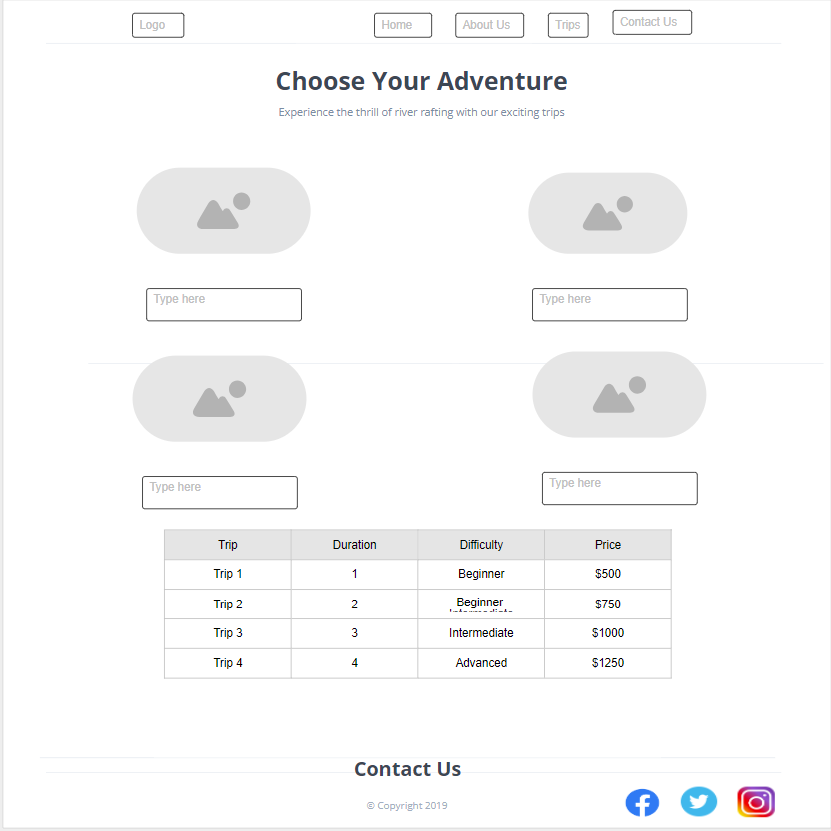 Logo
Home
About Us
Trips
Contact Us
Choose Your Adventure
Experience the thrill of river rafting with our exciting trips
Type here
Type here
Type here
Type here
Trip Duration Difficulty Price
Trip 1 1 Beginner $500
Trip 2 2 Beginner $750
Trip 3 3 Intermediate $1000
Trip 4 4 Advanced $1250
Contact Us
© Copyright 2019